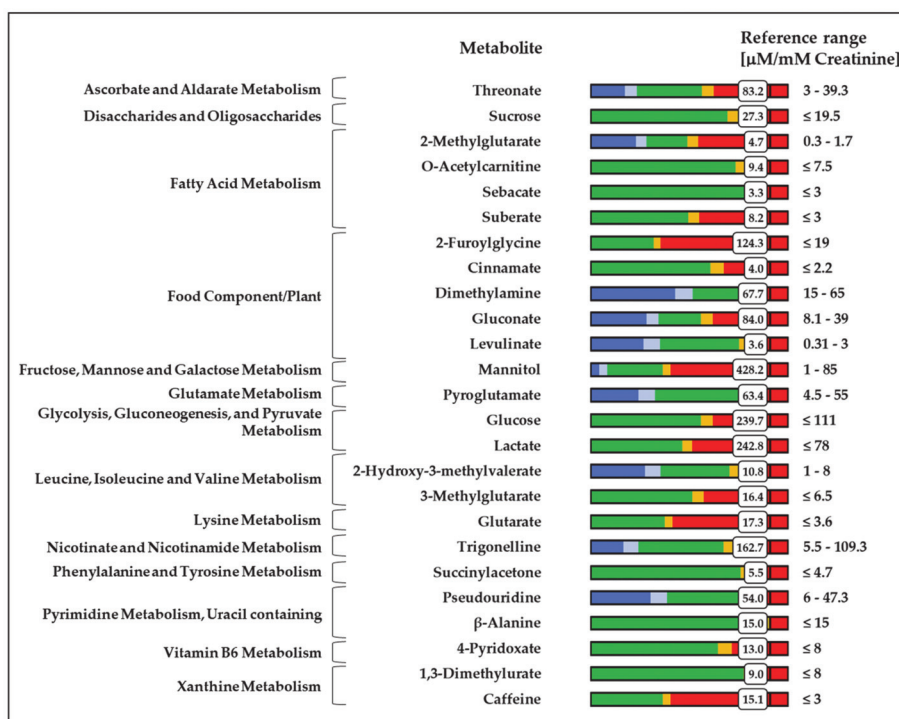 Metabolite
Reference range
[µM/mM Creatinine]
Ascorbate and Aldarate Metabolism Threonate 83.2 3 - 39.3
Disaccharides and Oligosaccharides Sucrose 27.3 ≤ 19.5
2-Methylglutarate 4.7 0.3 - 1.7
O-Acetylcarnitine 9.4 ≤ 7.5
Fatty Acid Metabolism
Sebacate 3.3 ≤ 3
Suberate 8.2 ≤ 3
2-Furoylglycine 124.3 ≤ 19
Cinnamate 4.0 ≤ 2.2
Food Component/Plant Dimethylamine 67.7 15 - 65
Gluconate 84.0 8.1 - 39
Levulinate 3.6 0.31 - 3
Fructose, Mannose and Galactose Metabolism Mannitol 428.2 1 - 85
Glutamate Metabolism Pyroglutamate 63.4 4.5 - 55
Glycolysis, Gluconeogenesis, and Pyruvate
Metabolism
Glucose 239.7 ≤ 111
Lactate 242.8 ≤ 78
Leucine, Isoleucine and Valine Metabolism 2-Hydroxy-3-methylvalerate 10.8 1 - 8
3-Methylglutarate 16.4 ≤ 6.5
Lysine Metabolism Glutarate 17.3 ≤ 3.6
Nicotinate and Nicotinamide Metabolism Trigonelline 162.7 5.5 - 109.3
Phenylalanine and Tyrosine Metabolism Succinylacetone 5.5 ≤ 4.7
Pyrimidine Metabolism, Uracil containing Pseudouridine 54.0 6 - 47.3
β-Alanine 15.0 ≤ 15
Vitamin B6 Metabolism 4-Pyridoxate 13.0 ≤ 8
Xanthine Metabolism 1,3-Dimethylurate 9.0 ≤ 8
Caffeine 15.1 ≤ 3